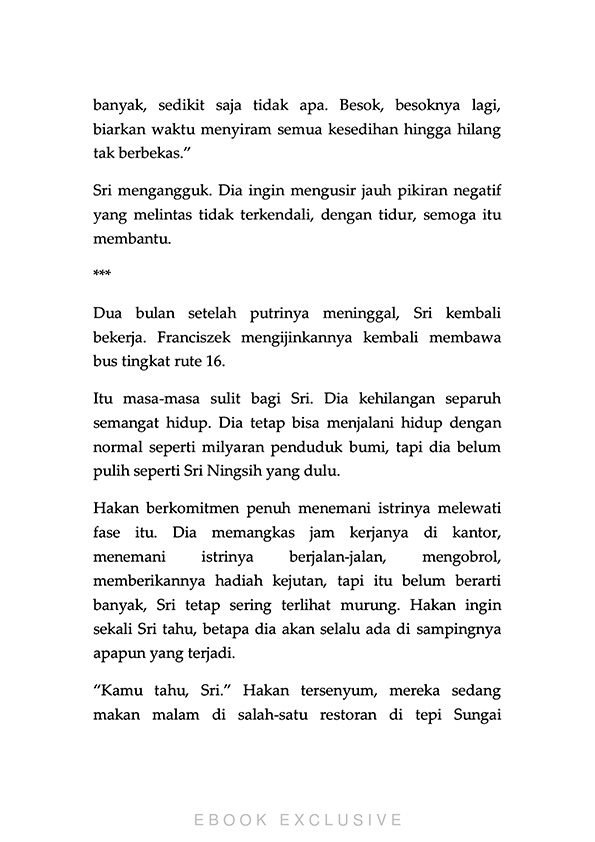 banyak, sedikit saja tidak apa. Besok, besoknya lagi,
biarkan waktu menyiram semua kesedihan hingga hilang
tak berbekas.”
Sri mengangguk. Dia ingin mengusir jauh pikiran negatif
yang melintas tidak terkendali, dengan tidur, semoga itu
membantu.
***
Dua bulan setelah putrinya meninggal, Sri kembali
bekerja. Franciszek mengijinkannya kembali membawa
bus tingkat rute 16.
Itu masa-masa sulit bagi Sri. Dia kehilangan separuh
semangat hidup. Dia tetap bisa menjalani hidup dengan
normal seperti milyaran penduduk bumi, tapi dia belum
pulih seperti Sri Ningsih yang dulu.
Hakan berkomitmen penuh menemani istrinya melewati
fase itu. Dia memangkas jam kerjanya di kantor,
menemani istrinya berjalan-jalan, mengobrol,
memberikannya hadiah kejutan, tapi itu belum berarti
banyak, Sri tetap sering terlihat murung. Hakan ingin
sekali Sri tahu, betapa dia akan selalu ada di sampingnya
apapun yang terjadi.
“Kamu tahu, Sri.” Hakan tersenyum, mereka sedang
makan malam di salah-satu restoran di tepi Sungai
EBOOK EXCLUSIVE